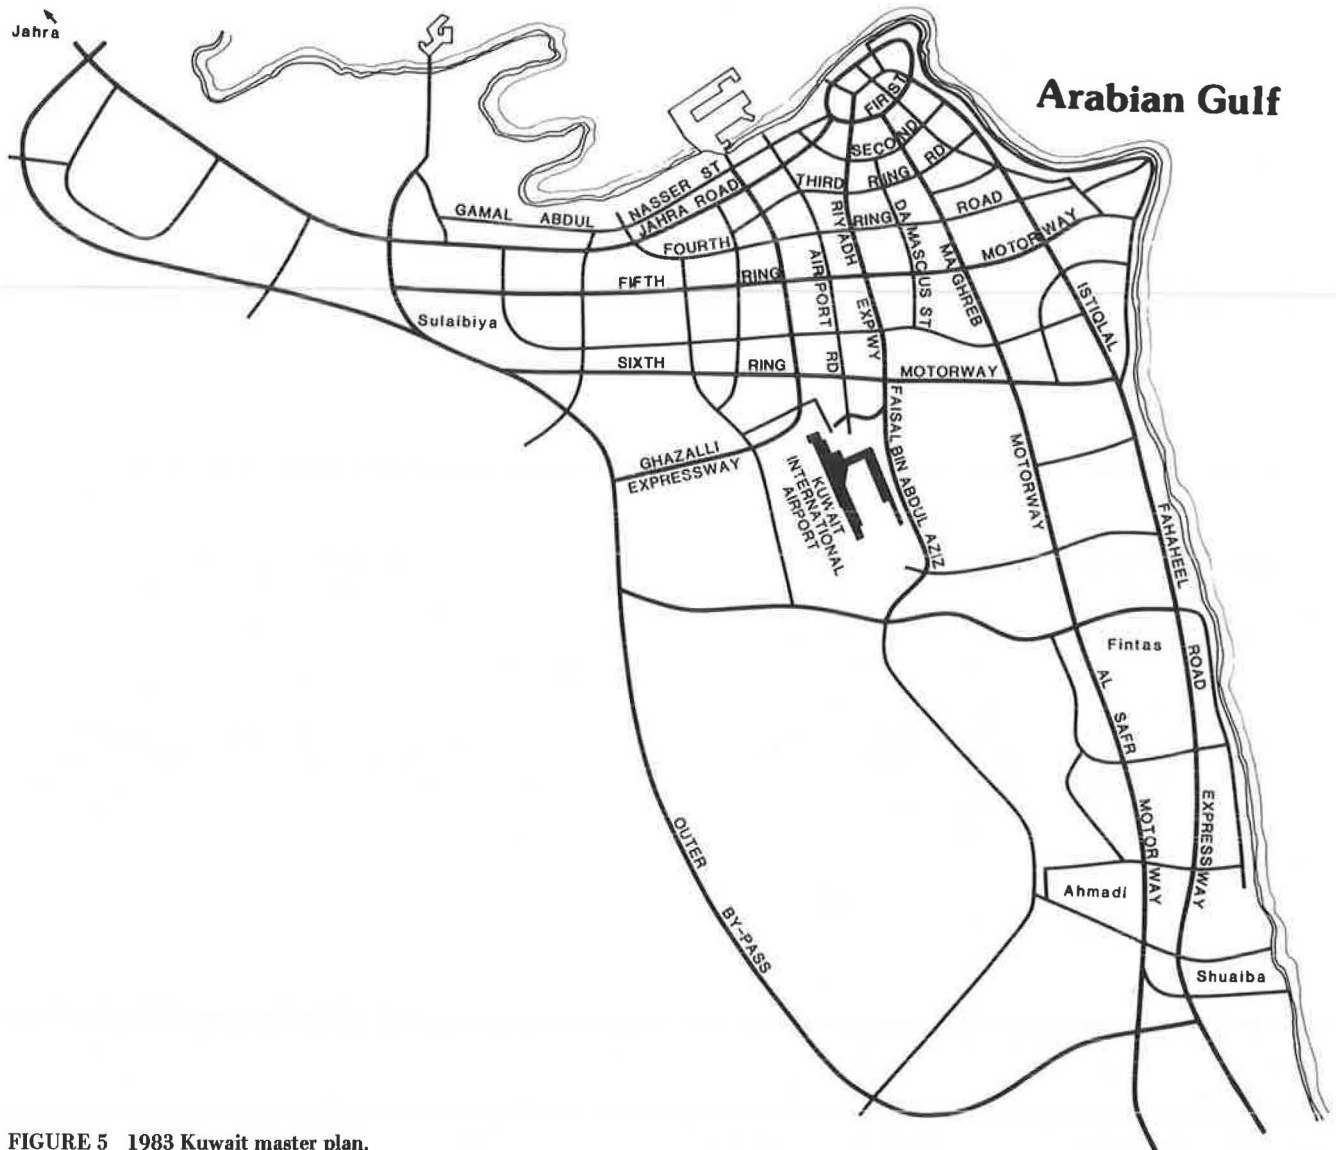 Jahra
Arabian Gulf
FIRST
SECOND
THIRD RING RD
NASSER ST
GAMAL ABDUL
JAHRA ROAD
FOURTH RING ROAD
FIFTH RING MOTORWAY
SIXTH RING MOTORWAY
Sulaibiya
RIYADH EXPWY
AIRPORT RD
DAMASCUS ST
MAGHREB
MOTORWAY
ISTIQLAL
GHAZALLI
EXPRESSWAY
KUWAIT
INTERNATIONAL
AIRPORT
FAISAL BIN ABDUL AZIZ
FAHAHEEL
ROAD
EXPRESSWAY
Fintas
AL SAFR MOTORWAY
OUTER BY-PASS
Ahmadi
Shuaiba
FIGURE 5 1983 Kuwait master plan.